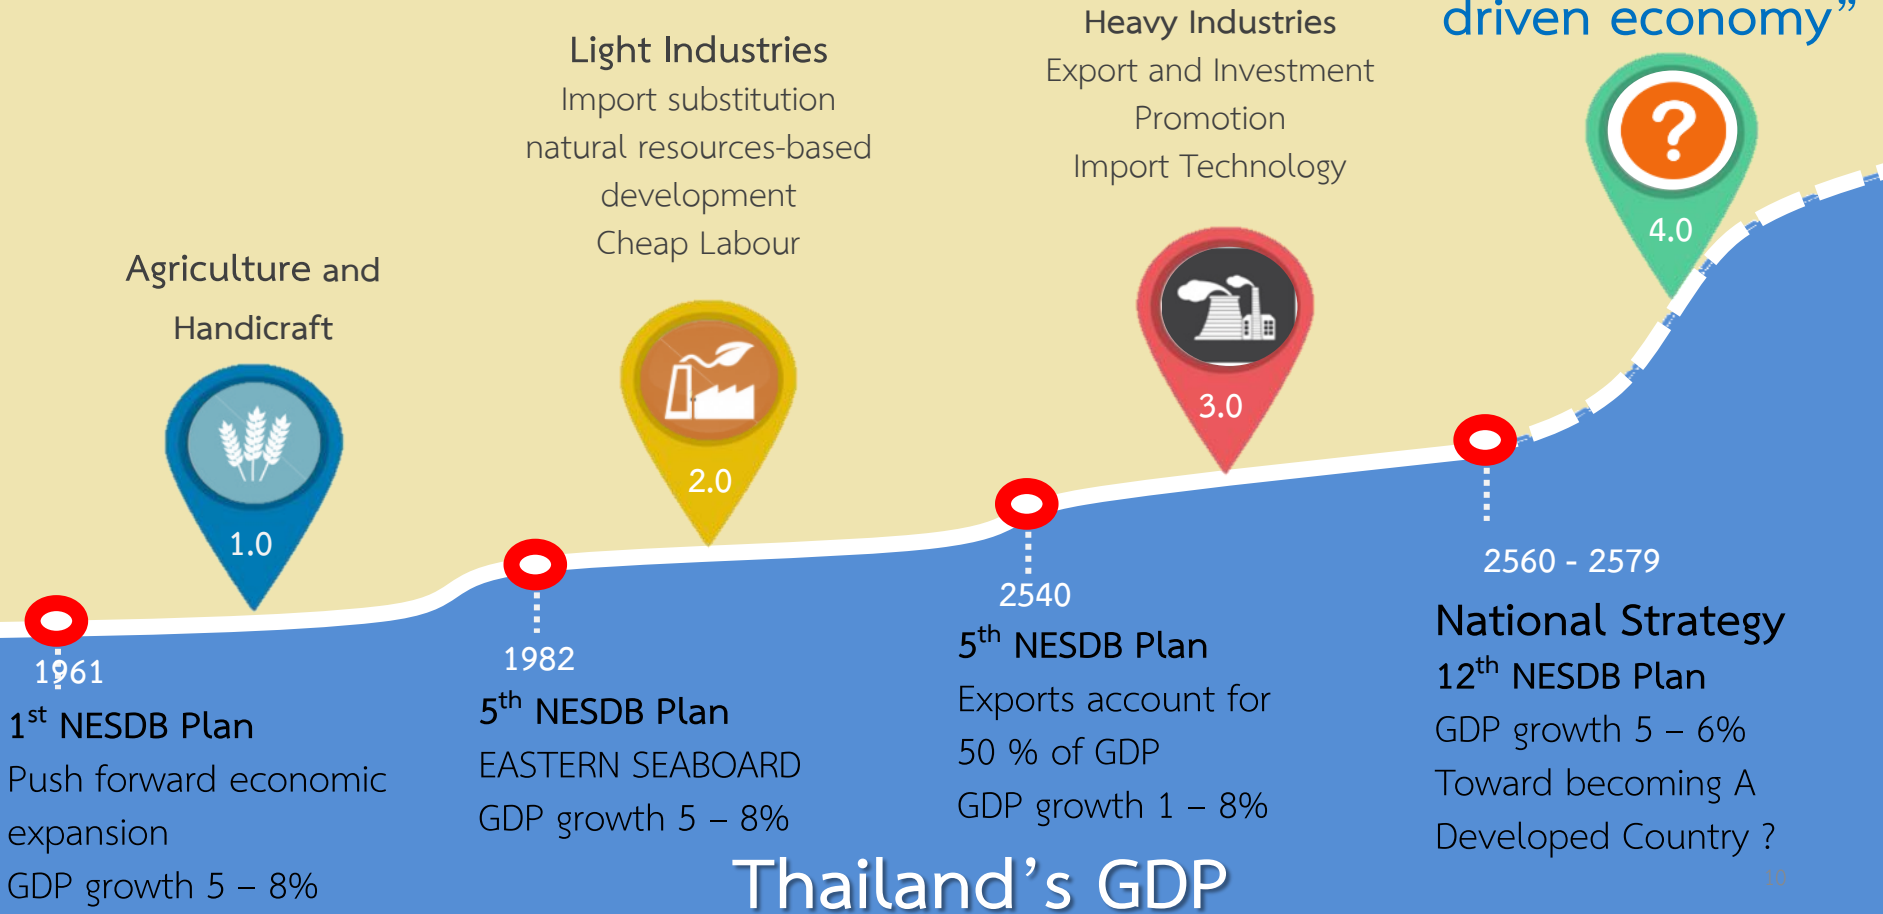 driven economy”
Heavy Industries
Export and Investment
Promotion
Import Technology
Light Industries
Import substitution
natural resources-based
development
Cheap Labour
Agriculture and
Handicraft
1.0
2.0
3.0
?
4.0
1961
1st NESDB Plan
Push forward economic
expansion
GDP growth 5 – 8%
1982
5th NESDB Plan
EASTERN SEABOARD
GDP growth 5 – 8%
2540
5th NESDB Plan
Exports account for
50 % of GDP
GDP growth 1 – 8%
2560 - 2579
National Strategy
12th NESDB Plan
GDP growth 5 – 6%
Toward becoming A
Developed Country ?
Thailand’s GDP
10